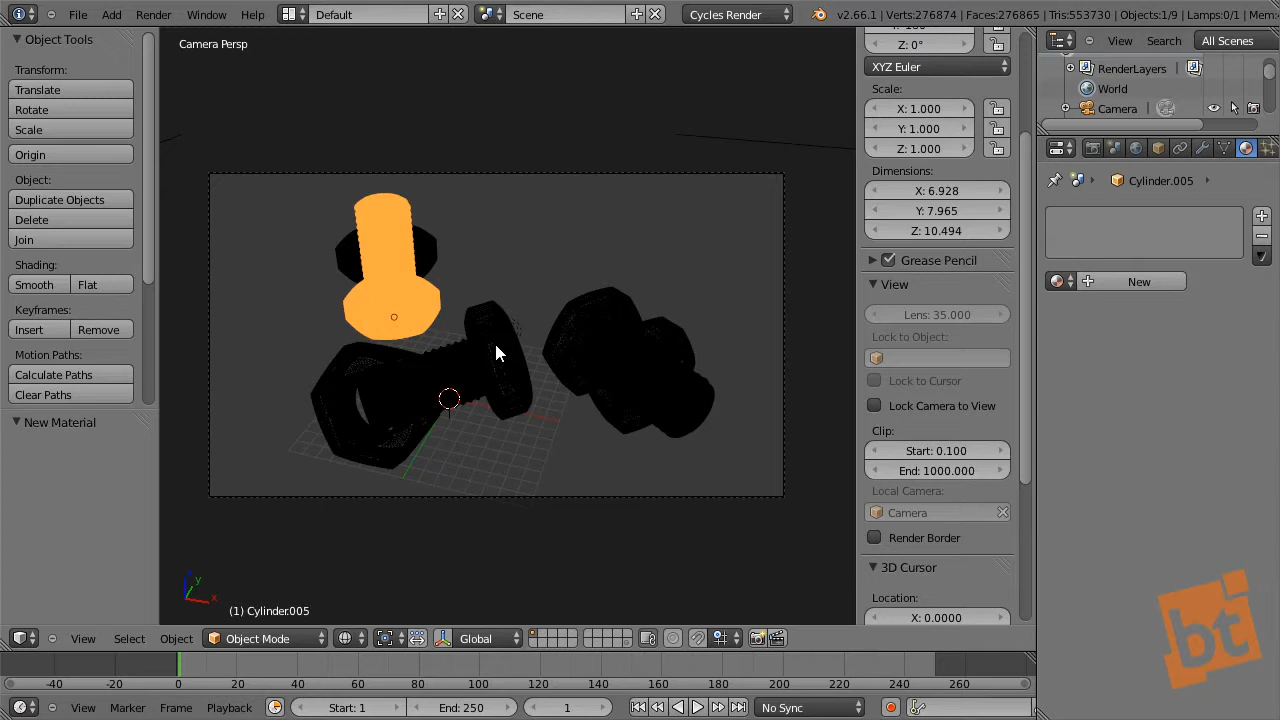 File Add Render Window Help Default Scene Cycles Render v2.66.1 | Verts:276874 | Faces:276865 | Tris:553730 | Objects:1/9 | Lamps:0/1 |
Object Tools
Transform:
Translate
Rotate
Scale
Origin
Object:
Duplicate Objects
Delete
Join
Shading:
Smooth Flat
Keyframes:
Insert Remove
Motion Paths:
Calculate Paths
Clear Paths
New Material
Camera Persp
z
y
x
(1) Cylinder.005
Z: 0°
XYZ Euler
Scale:
X: 1.000
Y: 1.000
Z: 1.000
Dimensions:
X: 6.928
Y: 7.965
Z: 10.494
Grease Pencil
View
Lens: 35.000
Lock to Object:
Lock to Cursor
Lock Camera to View
Clip:
Start: 0.100
End: 1000.000
Local Camera:
Camera
Render Border
3D Cursor
Location:
X: 0.0000
View Search All Scenes
RenderLayers |
World
Camera |
Cylinder.005
New
View Select Object Object Mode Global
-40 -20 0 20 40 60 80 100 120 140 160 180 200 220 240 260
View Marker Frame Playback Start: 1 End: 250 1 No Sync
bt